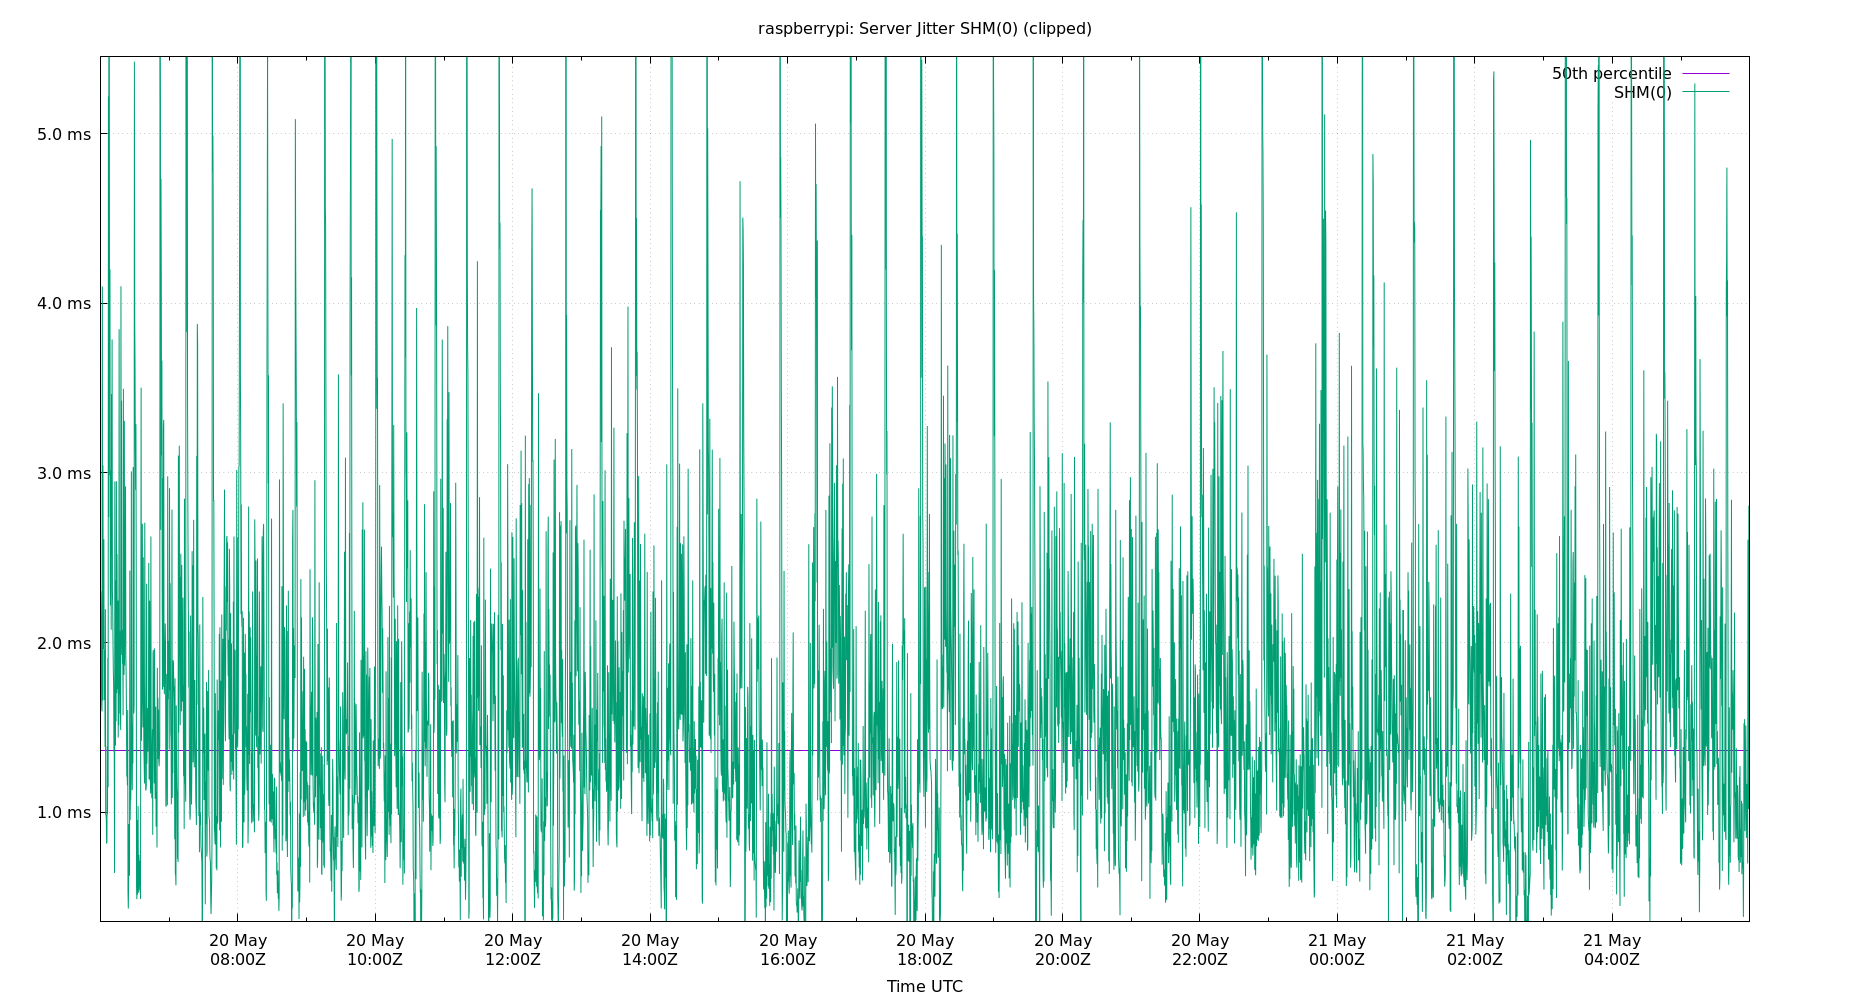 raspberrypi: Server Jitter SHM(0) (clipped)
50th percentile
SHM(0)
5.0 ms
4.0 ms
3.0 ms
2.0 ms
1.0 ms
20 May 20 May 20 May 20 May 20 May 20 May 20 May 20 May 21 May 21 May 21 May
08:00Z 10:00Z 12:00Z 14:00Z 16:00Z 18:00Z 20:00Z 22:00Z 00:00Z 02:00Z 04:00Z
Time UTC